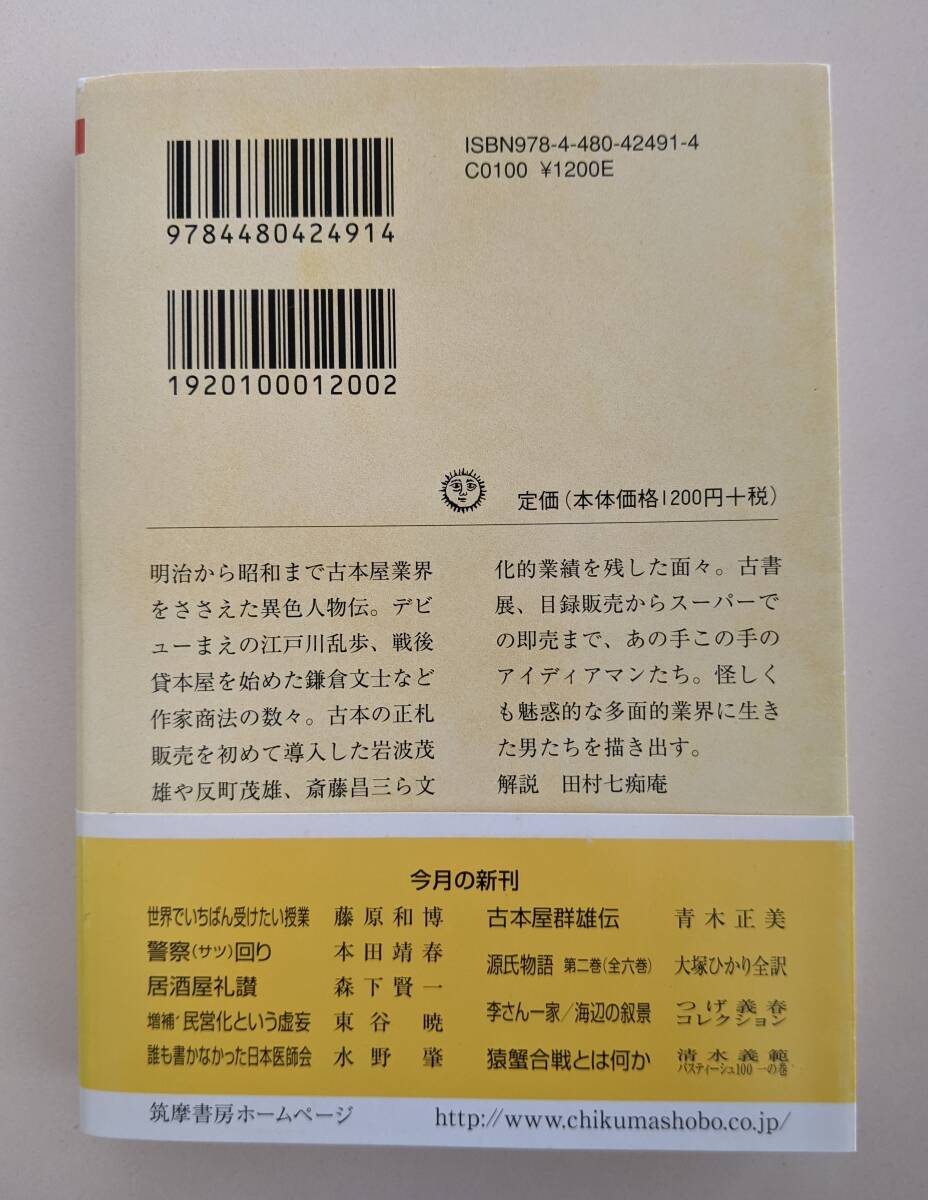 ISBN978-4-480-42491-4
C0100 ¥1200E
9784480424914
1920100012002
定価(本体価格1200円+税)
明治から昭和まで古本屋業界
をささえた異色人物伝。デビ
ューまえの江戸川乱歩、戦後
貸本屋を始めた鎌倉文士など
作家商法の数々。古本の正札
販売を初めて導入した岩波茂
雄や反町茂雄、斎藤昌三ら文
化的業績を残した面々。古書
展、目録販売からスーパーで
の即売まで、あの手この手の
アイディアマンたち。怪しく
も魅惑的な多面的業界に生き
た男たちを描き出す。
解説 田村七痴庵
今月の新刊
世界でいちばん受けたい授業 藤原和博
警察(サツ)回り 本田靖春
居酒屋礼讃 森下賢一
増補・民営化という虚妄 東谷暁
誰も書かなかった日本医師会 水野肇
古本屋群雄伝 青木正美
源氏物語 第二巻(全六巻) 大塚ひかり全訳
李さん一家/海辺の叙景 つげ義春コレクション
猿蟹合戦とは何か 清水義範パスティーシュ100 一の巻
筑摩書房ホームページ http://www.chikumashobo.co.jp/